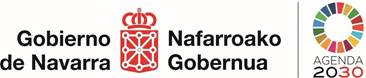 Gobierno
de Navarra
Nafarroako
Gobernua
AGENDA
2030